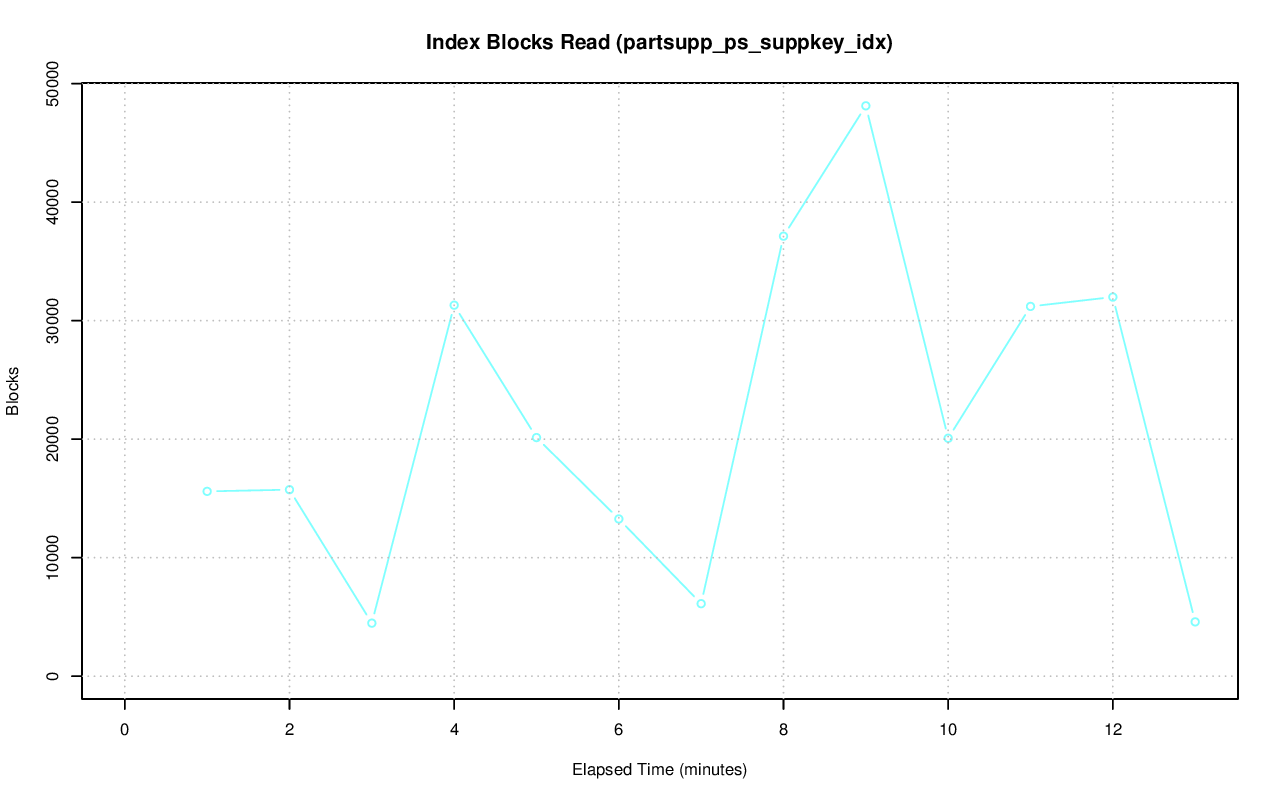 Index Blocks Read (partsupp_ps_suppkey_idx)
50000
40000
30000
20000
10000
0
Blocks
0 2 4 6 8 10 12
Elapsed Time (minutes)